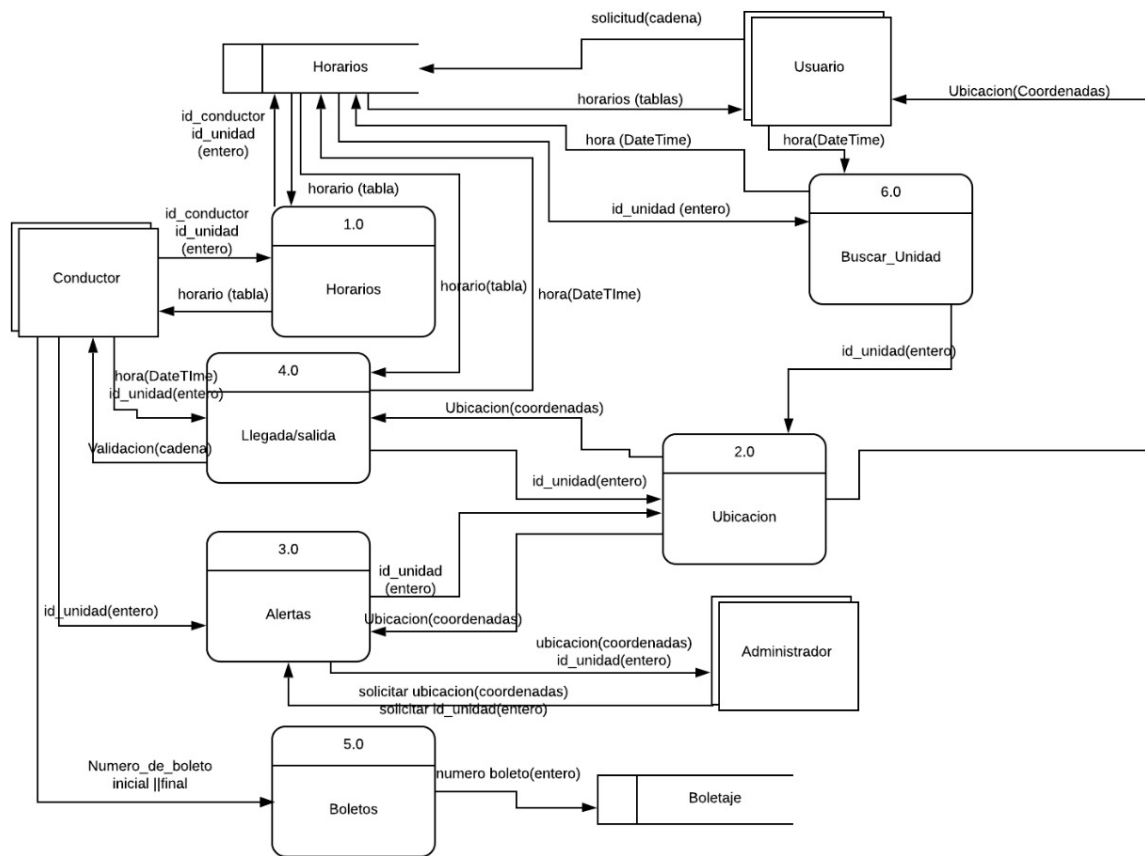 solicitud(cadena)
Horarios
Usuario
horarios (tablas)
Ubicacion(Coordenadas)
id_conductor
id_unidad
(entero)
hora (DateTime)
hora(DateTime)
horario (tabla)
id_unidad (entero)
6.0
Buscar_Unidad
1.0
Horarios
id_conductor
id_unidad
(entero)
Conductor
horario (tabla)
horario(tabla)
hora(DateTIme)
id_unidad(entero)
4.0
Llegada/salida
hora(DateTIme)
id_unidad(entero)
Validacion(cadena)
Ubicacion(coordenadas)
2.0
Ubicacion
id_unidad(entero)
3.0
Alertas
id_unidad
(entero)
id_unidad(entero)
Ubicacion(coordenadas)
ubicacion(coordenadas)
id_unidad(entero)
Administrador
solicitar ubicacion(coordenadas)
solicitar id_unidad(entero)
5.0
Boletos
Numero_de_boleto
inicial ||final
numero boleto(entero)
Boletaje